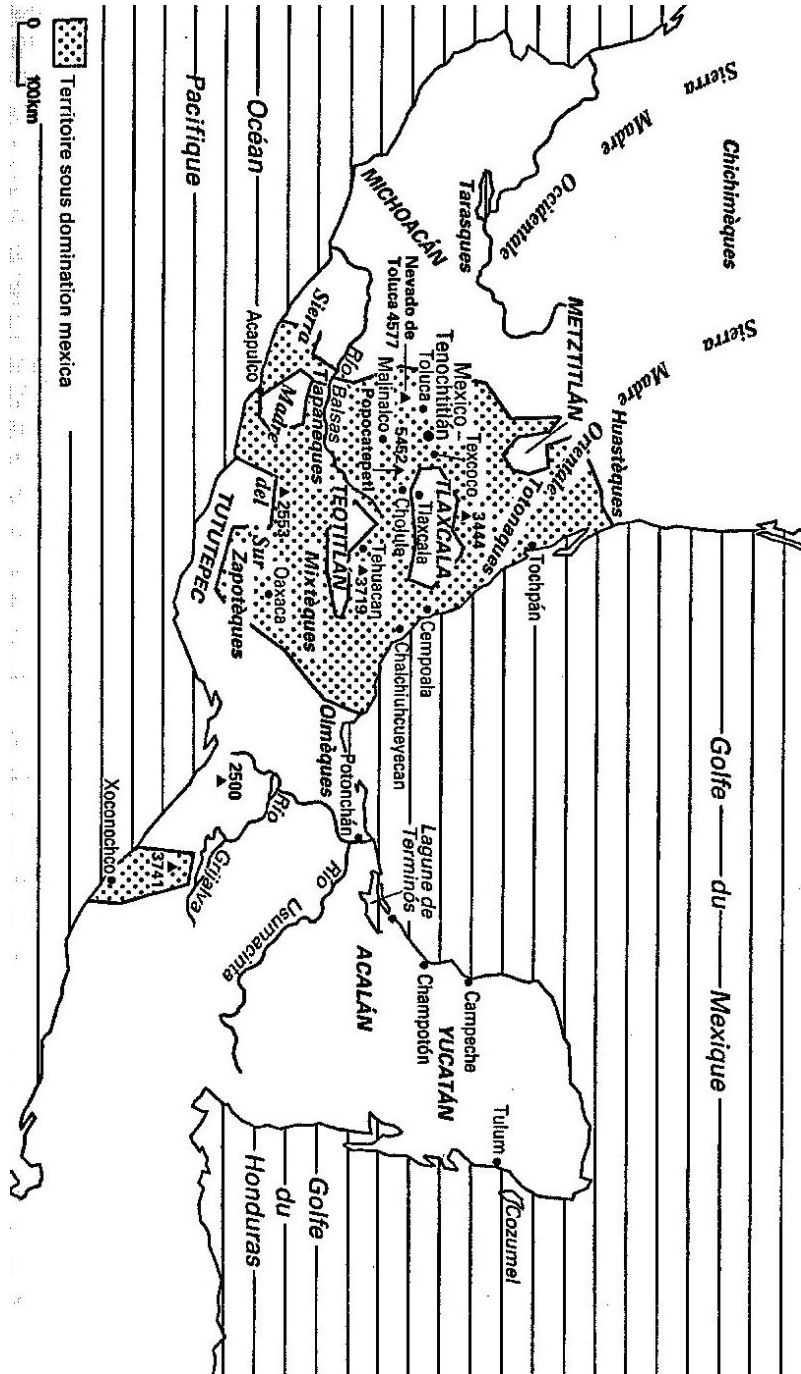 Chichimèques
Sierra
Madre
Occidentale
Sierra
Madre
Orientale
Huastèques
METZTITLÁN
Tarasques
MICHOACÁN
Totonaques
Tochpán
Golfe du Mexique
3444
Texcoco
Mexico–
Tenochtitlán
Toluca
Nevado de
Toluca 4577
Malinalco
5452
Popocatepetl
TLAXCALA
Tlaxcala
Cholula
Cempoala
Chalchiuhcueyecan
Tehuacan
3719
TEOTITLÁN
Mixtèques
Río Balsas
Tlapanèques
Sierra
Madre
del
Sur
2553
Oaxaca
Zapotèques
TUTUTEPEC
Acapulco
Océan
Pacifique
Olmèques
Potonchán
Lagune de
Terminós
ACALÁN
Champotón
Campeche
YUCATÁN
Tulum
Cozumel
Río
Usumacinta
Río
Grijalva
2500
3741
Xoconochco
Golfe
du
Honduras
Territoire sous domination mexica
0 100km